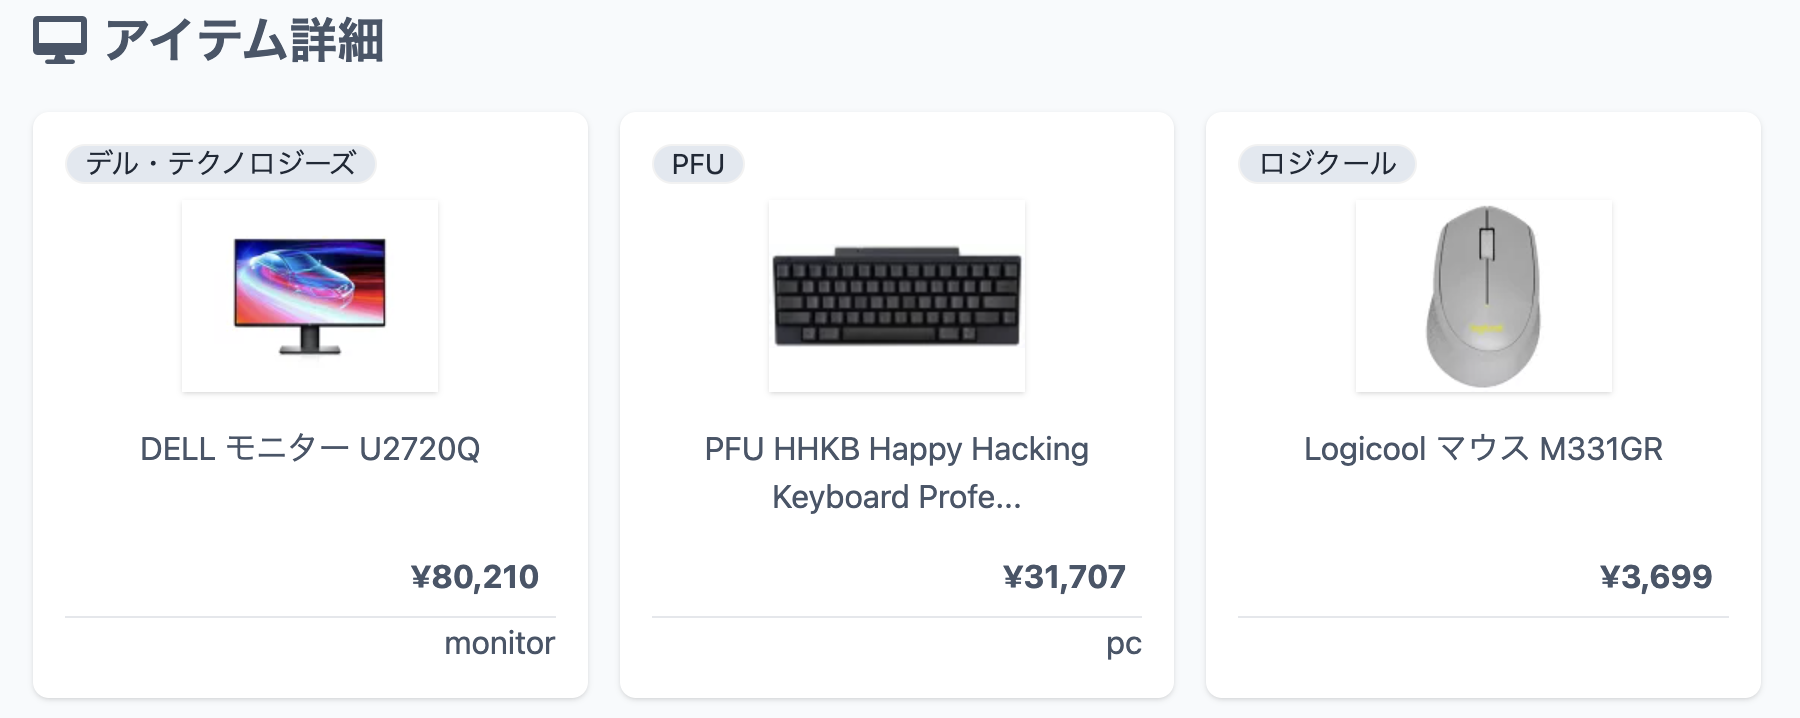 アイテム詳細
デル・テクノロジーズ
DELL モニター U2720Q
¥80,210
monitor
PFU
PFU HHKB Happy Hacking
Keyboard Profe...
¥31,707
pc
ロジクール
Logicool マウス M331GR
¥3,699